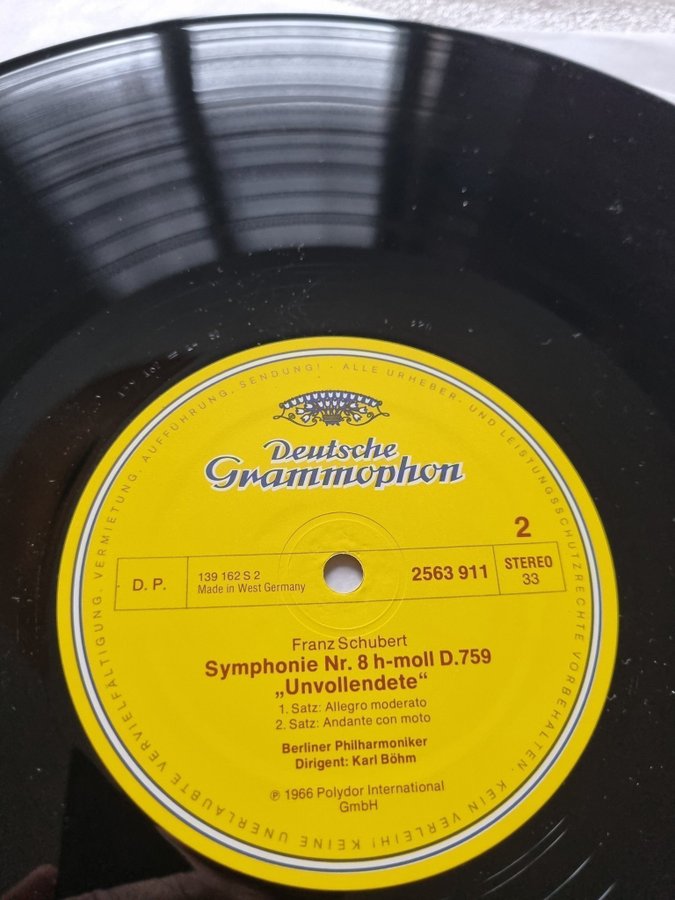 ALLE URHEBER- UND LEISTUNGSSCHUTZRECHTE VORBEHALTEN. KEIN VERLEIH! KEINE UNERLAUBTE VERVIELFÄLTIGUNG, VERMIETUNG, AUFFÜHRUNG, SENDUNG! ·
Deutsche
Grammophon
2
D. P.
139 162 S 2
Made in West Germany
2563 911
STEREO
33
Franz Schubert
Symphonie Nr. 8 h-moll D.759
„Unvollendete“
1. Satz: Allegro moderato
2. Satz: Andante con moto
Berliner Philharmoniker
Dirigent: Karl Böhm
℗ 1966 Polydor International
GmbH